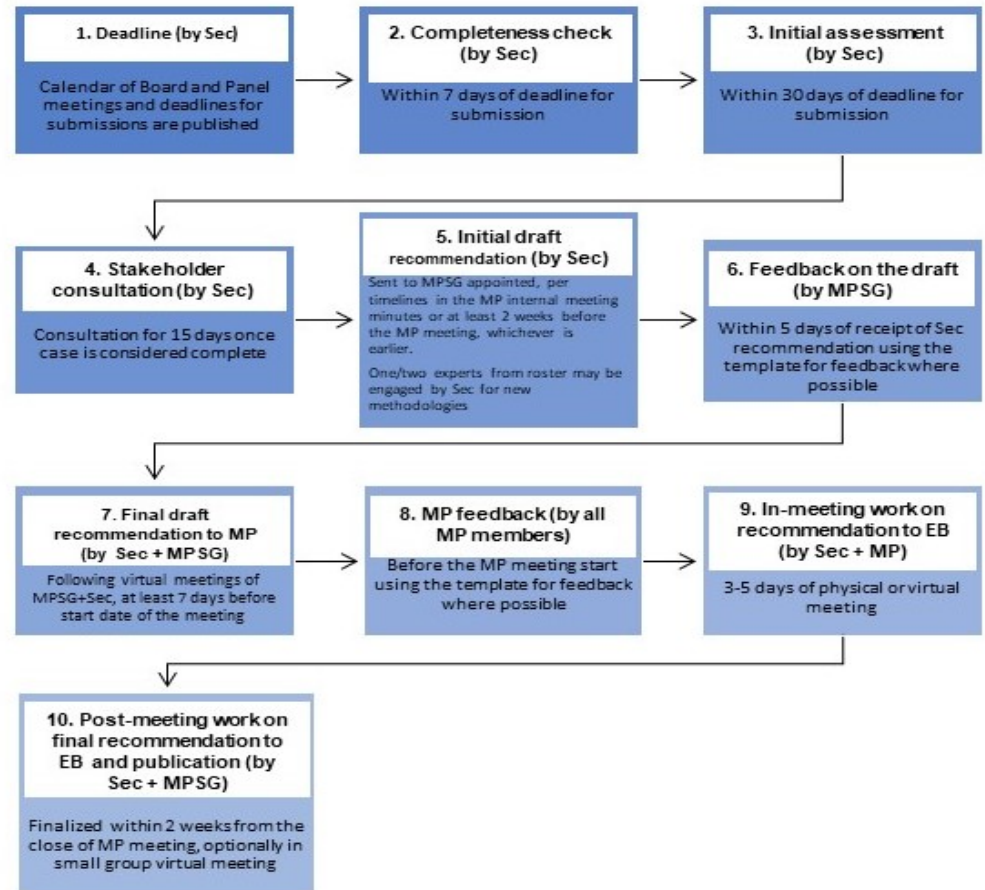 1. Deadline (by Sec)
Calendar of Board and Panel
meetings and deadlines for
submissions are published
2. Completeness check
(by Sec)
Within 7 days of deadline for
submission
3. Initial assessment
(by Sec)
Within 30 days of deadline for
submission
4. Stakeholder
consultation (by Sec)
Consultation for 15 days once
case is considered complete
5. Initial draft
recommendation (by Sec)
Sent to MPSG appointed, per
timelines in the MP internal meeting
minutes or at least 2 weeks before
the MP meeting, whichever is
earlier.
One/two experts from roster may be
engaged by Sec for new
methodologies
6. Feedback on the draft
(by MPSG)
Within 5 days of receipt of Sec
recommendation using the
template for feedback where
possible
7. Final draft
recommendation to MP
(by Sec + MPSG)
Following virtual meetings of
MPSG+Sec, at least 7 days before
start date of the meeting
8. MP feedback (by all
MP members)
Before the MP meeting start
using the template for feedback
where possible
9. In-meeting work on
recommendation to EB
(by Sec + MP)
3-5 days of physical or virtual
meeting
10. Post-meeting work on
final recommendation to
EB and publication (by
Sec + MPSG)
Finalized within 2 weeks from the
close of MP meeting, optionally in
small group virtual meeting